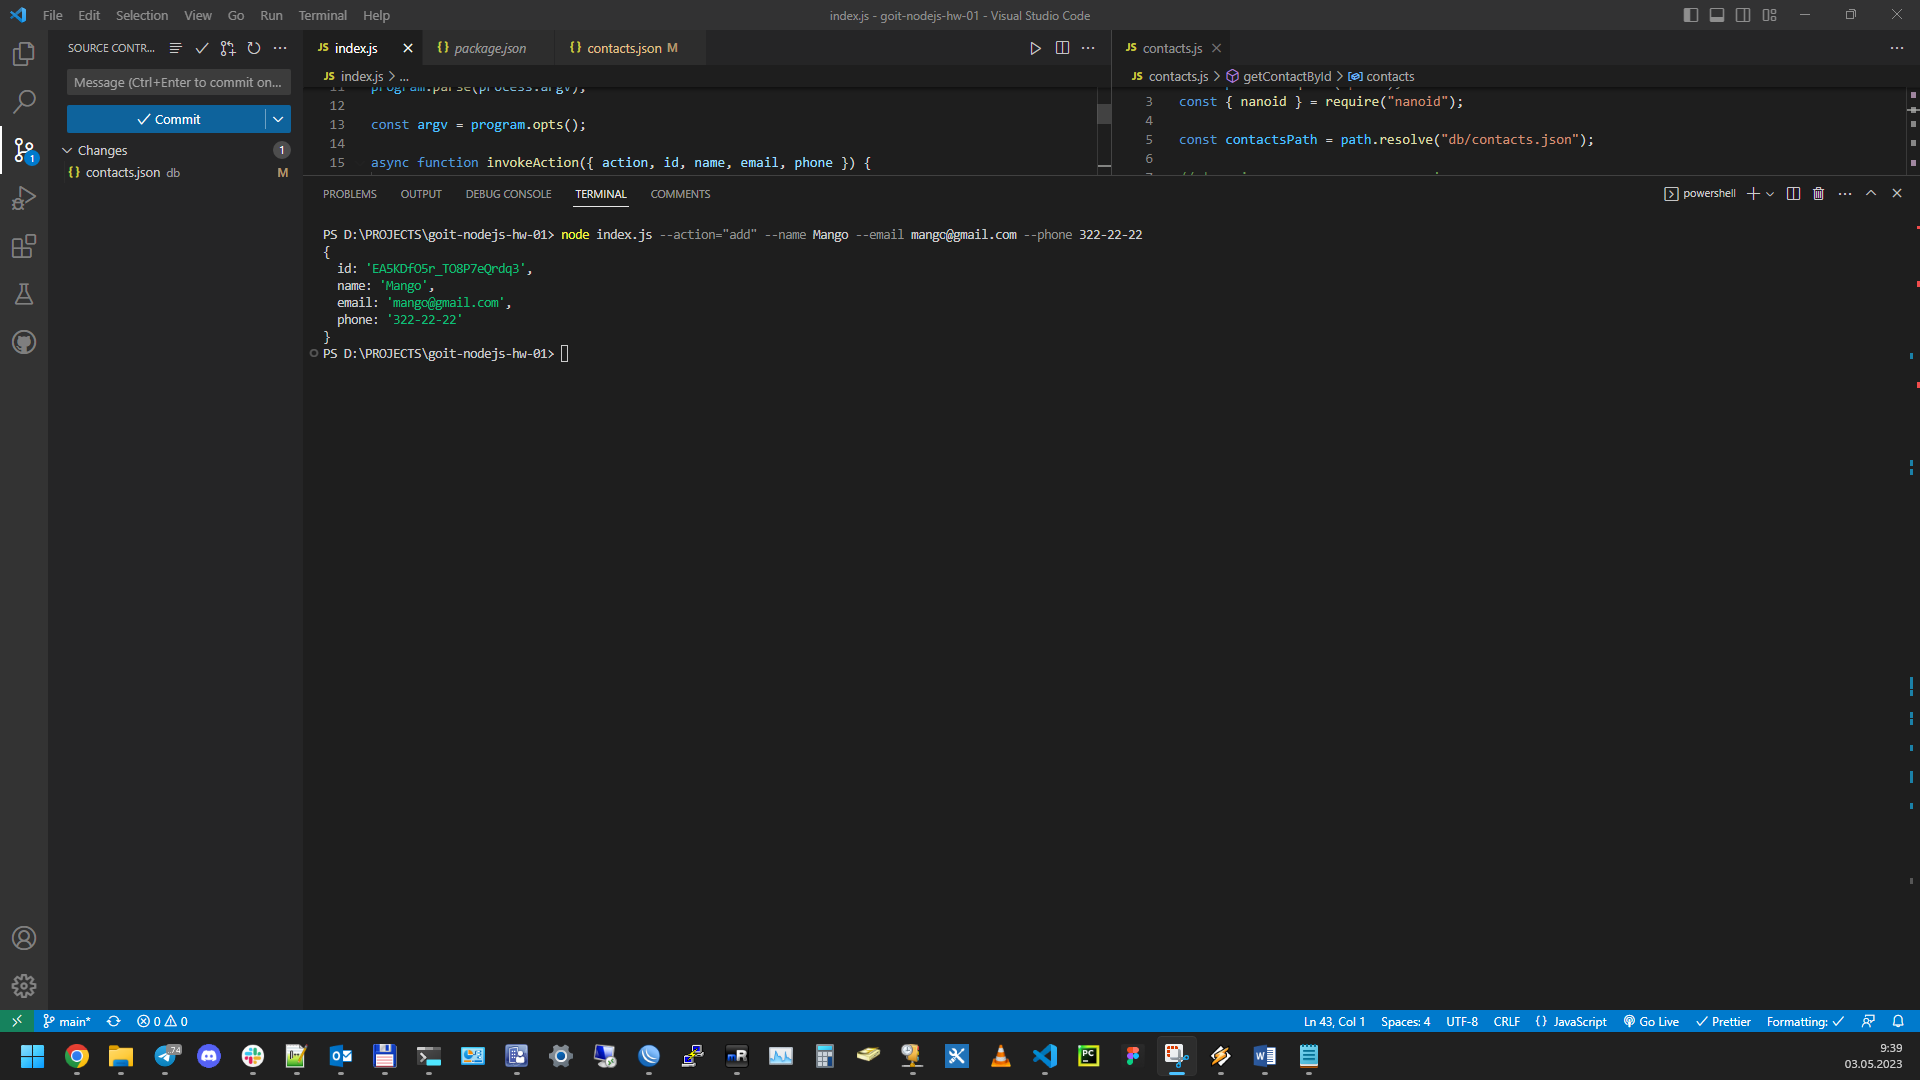 File Edit Selection View Go Run Terminal Help
index.js - goit-nodejs-hw-01 - Visual Studio Code
SOURCE CONTR...
Message (Ctrl+Enter to commit on...
Commit
Changes 1
{} contacts.json db M
1
JS index.js
{} package.json
{} contacts.json M
JS index.js > ...
11 program.parse(process.argv);
12
13 const argv = program.opts();
14
15 async function invokeAction({ action, id, name, email, phone }) {
JS contacts.js
JS contacts.js > getContactById > contacts
3 const { nanoid } = require("nanoid");
4
5 const contactsPath = path.resolve("db/contacts.json");
6
PROBLEMS OUTPUT DEBUG CONSOLE TERMINAL COMMENTS
powershell
PS D:\PROJECTS\goit-nodejs-hw-01> node index.js --action="add" --name Mango --email mango@gmail.com --phone 322-22-22
{
id: 'EA5KDfO5r_TO8P7eQrdq3',
name: 'Mango',
email: 'mango@gmail.com',
phone: '322-22-22'
}
PS D:\PROJECTS\goit-nodejs-hw-01>
main* 0 0
Ln 43, Col 1 Spaces: 4 UTF-8 CRLF {} JavaScript Go Live Prettier Formatting:
74
PC
9:39
03.05.2023